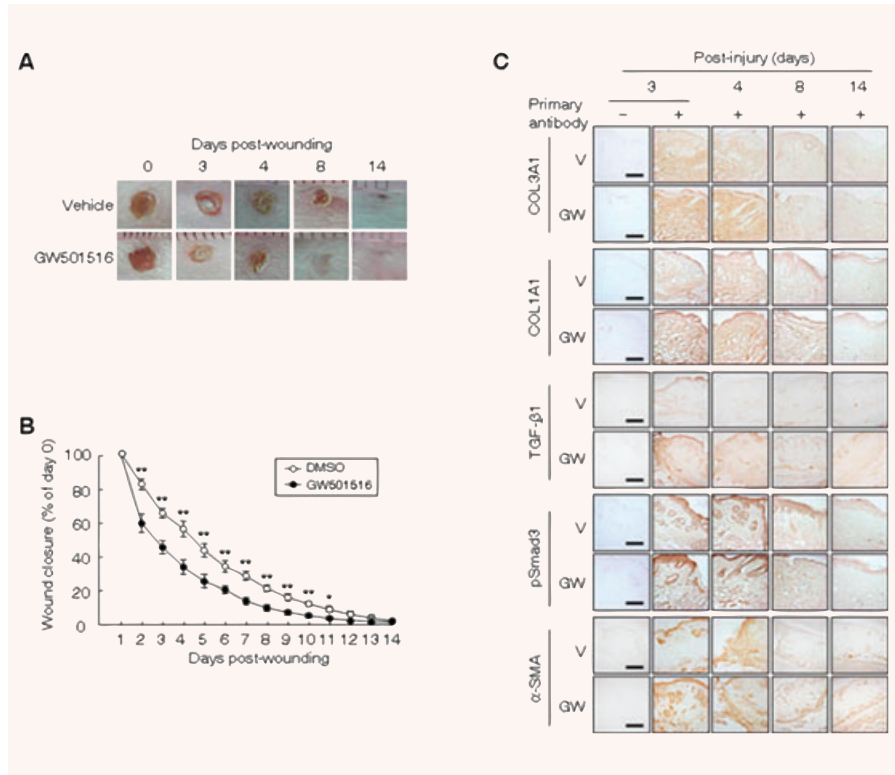 A
Days post-wounding
0 3 4 8 14
Vehicle
GW501516
B
Wound closure (% of day 0)
100
80
60
40
20
0
DMSO
GW501516
** ** ** ** ** ** ** ** ** *
1 2 3 4 5 6 7 8 9 10 11 12 13 14
Days post-wounding
C
Post-injury (days)
3 4 8 14
Primary
antibody
− + + + +
COL3A1
V
GW
COL1A1
V
GW
TGF-β1
V
GW
pSmad3
V
GW
α-SMA
V
GW